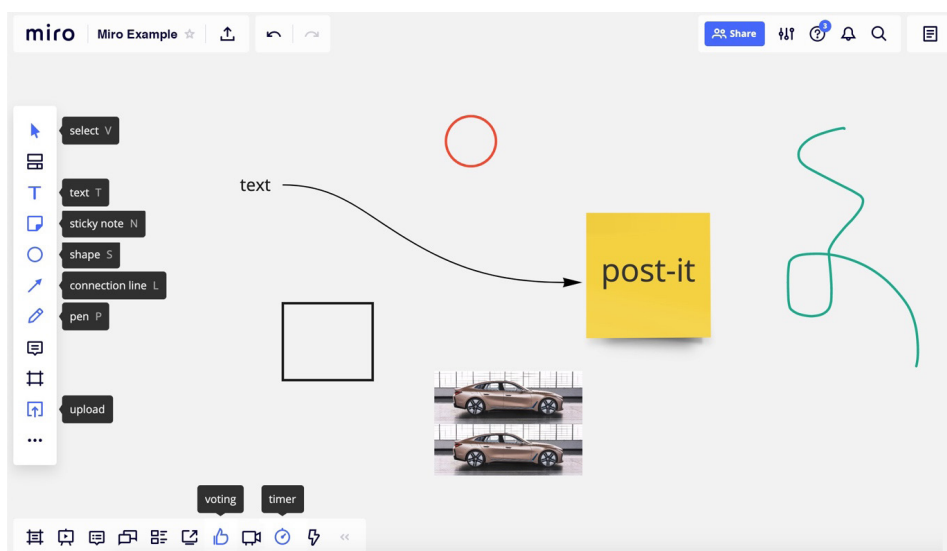 miro Miro Example Share 3
select V
text T
sticky note N
shape S
connection line L
pen P
upload
text
post-it
voting timer